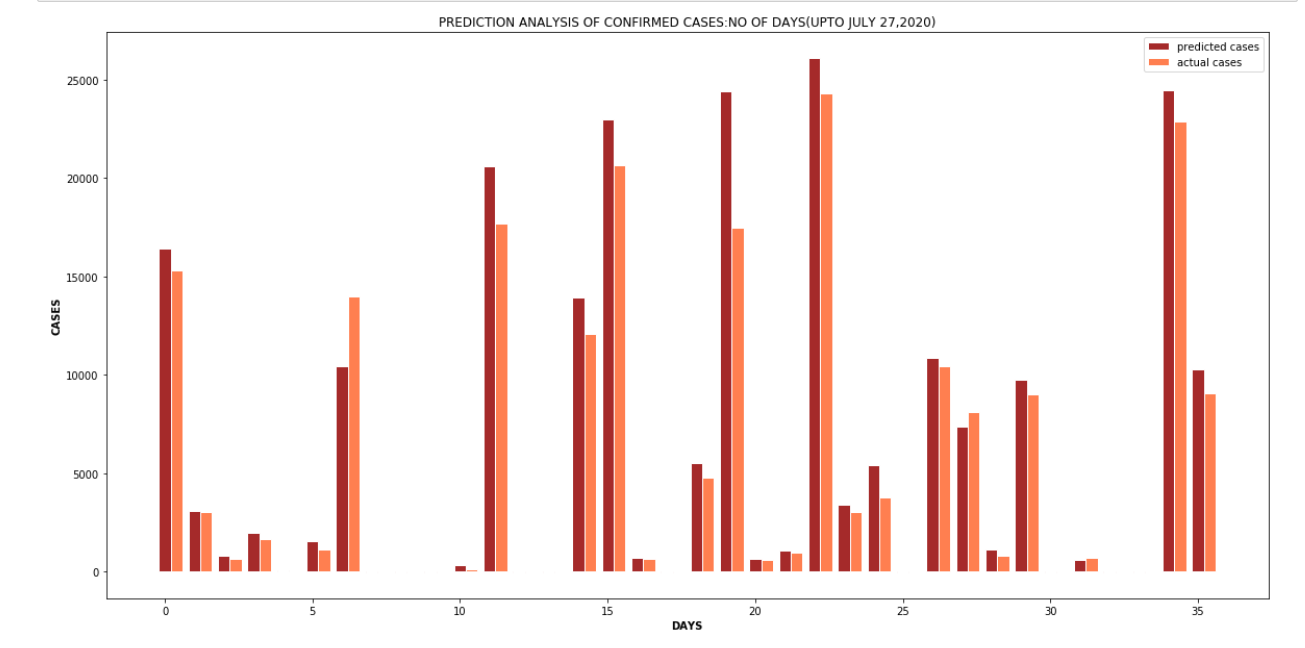 PREDICTION ANALYSIS OF CONFIRMED CASES:NO OF DAYS(UPTO JULY 27,2020)
predicted cases
actual cases
25000
20000
15000
10000
5000
0
CASES
0 5 10 15 20 25 30 35
DAYS